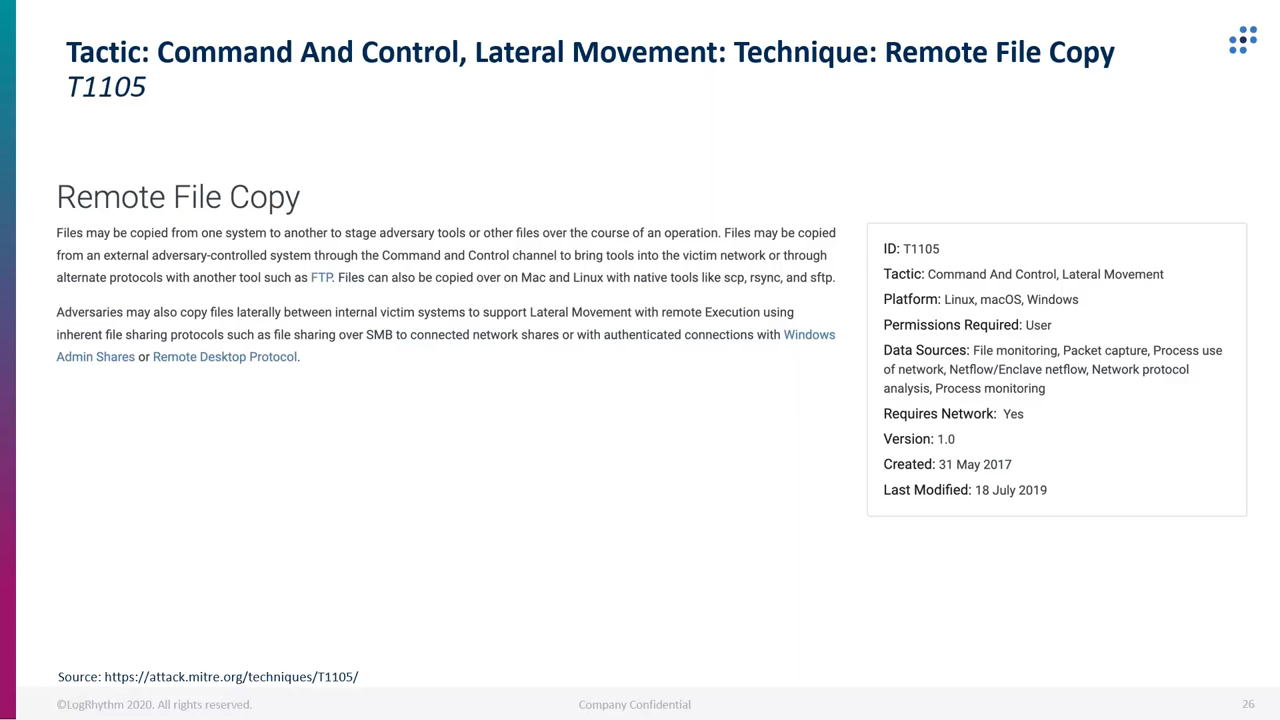 Tactic: Command And Control, Lateral Movement: Technique: Remote File Copy
T1105
Remote File Copy
Files may be copied from one system to another to stage adversary tools or other files over the course of an operation. Files may be copied
from an external adversary-controlled system through the Command and Control channel to bring tools into the victim network or through
alternate protocols with another tool such as FTP. Files can also be copied over on Mac and Linux with native tools like scp, rsync, and sftp.
Adversaries may also copy files laterally between internal victim systems to support Lateral Movement with remote Execution using
inherent file sharing protocols such as file sharing over SMB to connected network shares or with authenticated connections with Windows
Admin Shares or Remote Desktop Protocol.
ID: T1105
Tactic: Command And Control, Lateral Movement
Platform: Linux, macOS, Windows
Permissions Required: User
Data Sources: File monitoring, Packet capture, Process use
of network, Netflow/Enclave netflow, Network protocol
analysis, Process monitoring
Requires Network: Yes
Version: 1.0
Created: 31 May 2017
Last Modified: 18 July 2019
Source: https://attack.mitre.org/techniques/T1105/
©LogRhythm 2020. All rights reserved.
Company Confidential
26